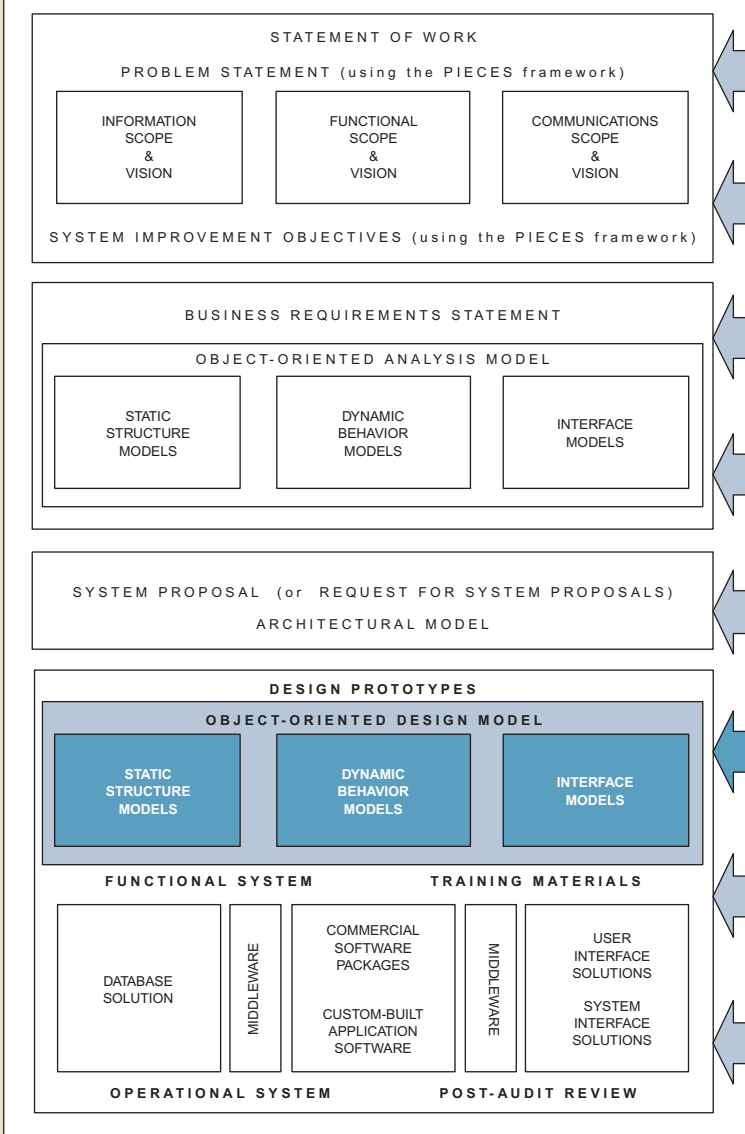 STATEMENT OF WORK
PROBLEM STATEMENT (using the PIECES framework)
INFORMATION
SCOPE
&
VISION
FUNCTIONAL
SCOPE
&
VISION
COMMUNICATIONS
SCOPE
&
VISION
SYSTEM IMPROVEMENT OBJECTIVES (using the PIECES framework)
BUSINESS REQUIREMENTS STATEMENT
OBJECT-ORIENTED ANALYSIS MODEL
STATIC
STRUCTURE
MODELS
DYNAMIC
BEHAVIOR
MODELS
INTERFACE
MODELS
SYSTEM PROPOSAL (or REQUEST FOR SYSTEM PROPOSALS)
ARCHITECTURAL MODEL
DESIGN PROTOTYPES
OBJECT-ORIENTED DESIGN MODEL
STATIC
STRUCTURE
MODELS
DYNAMIC
BEHAVIOR
MODELS
INTERFACE
MODELS
FUNCTIONAL SYSTEM
TRAINING MATERIALS
DATABASE
SOLUTION
MIDDLEWARE
COMMERCIAL
SOFTWARE
PACKAGES
CUSTOM-BUILT
APPLICATION
SOFTWARE
MIDDLEWARE
USER
INTERFACE
SOLUTIONS
SYSTEM
INTERFACE
SOLUTIONS
OPERATIONAL SYSTEM
POST-AUDIT REVIEW